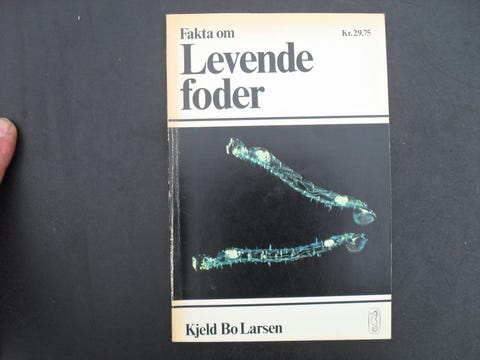 Fakta om
Kr. 29,75
Levende
foder
Kjeld Bo Larsen